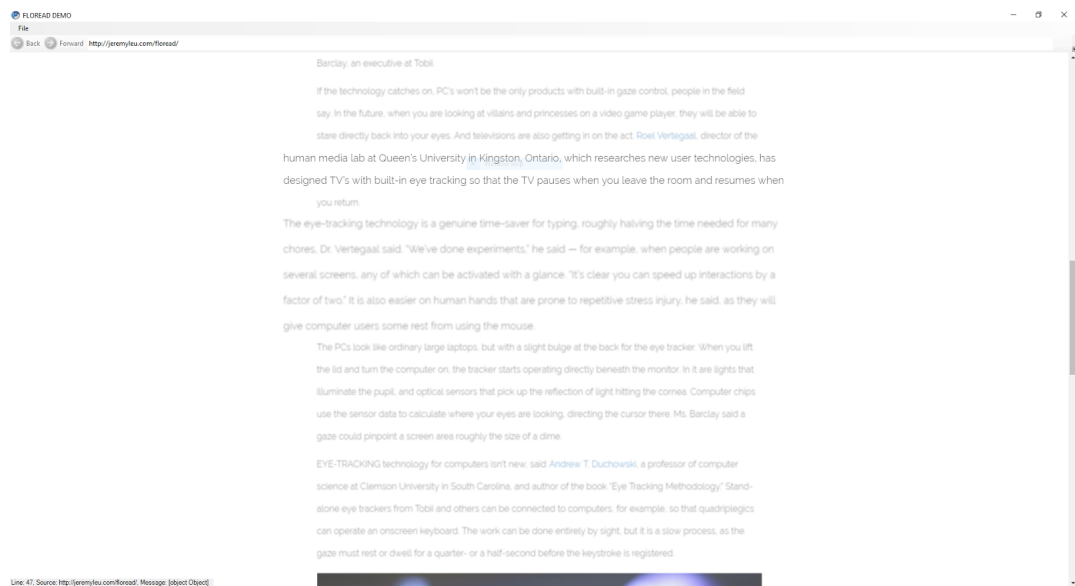 FLOREAD DEMO
File
Back Forward http://jeremyleu.com/floread/
Barclay, an executive at Tobii
If the technology catches on, PC's won't be the only products with built-in gaze control, people in the field
say. In the future, when you are looking at villains and princesses on a video game player, they will be able to
stare directly back into your eyes. And televisions are also getting in on the act. Roel Vertegaal, director of the
human media lab at Queen's University in Kingston, Ontario, which researches new user technologies, has
designed TV's with built-in eye tracking so that the TV pauses when you leave the room and resumes when
you return.
The eye-tracking technology is a genuine time-saver for typing, roughly halving the time needed for many
chores, Dr. Vertegaal said. "We've done experiments," he said — for example, when people are working on
several screens, any of which can be activated with a glance. "It's clear you can speed up interactions by a
factor of two." It is also easier on human hands that are prone to repetitive stress injury, he said, as they will
give computer users some rest from using the mouse.
The PCs look like ordinary large laptops, but with a slight bulge at the back for the eye tracker. When you lift
the lid and turn the computer on, the tracker starts operating directly beneath the monitor. In it are lights that
illuminate the pupil, and optical sensors that pick up the reflection of light hitting the cornea. Computer chips
use the sensor data to calculate where your eyes are looking, directing the cursor there. Ms. Barclay said a
gaze could pinpoint a screen area roughly the size of a dime.
EYE-TRACKING technology for computers isn't new, said Andrew T. Duchowski, a professor of computer
science at Clemson University in South Carolina, and author of the book "Eye Tracking Methodology." Stand-
alone eye trackers from Tobii and others can be connected to computers, for example, so that quadriplegics
can operate an onscreen keyboard. The work can be done entirely by sight, but it is a slow process, as the
gaze must rest or dwell for a quarter- or a half-second before the keystroke is registered.
Line: 47, Source: http://jeremyleu.com/floread/, Message: [object Object]